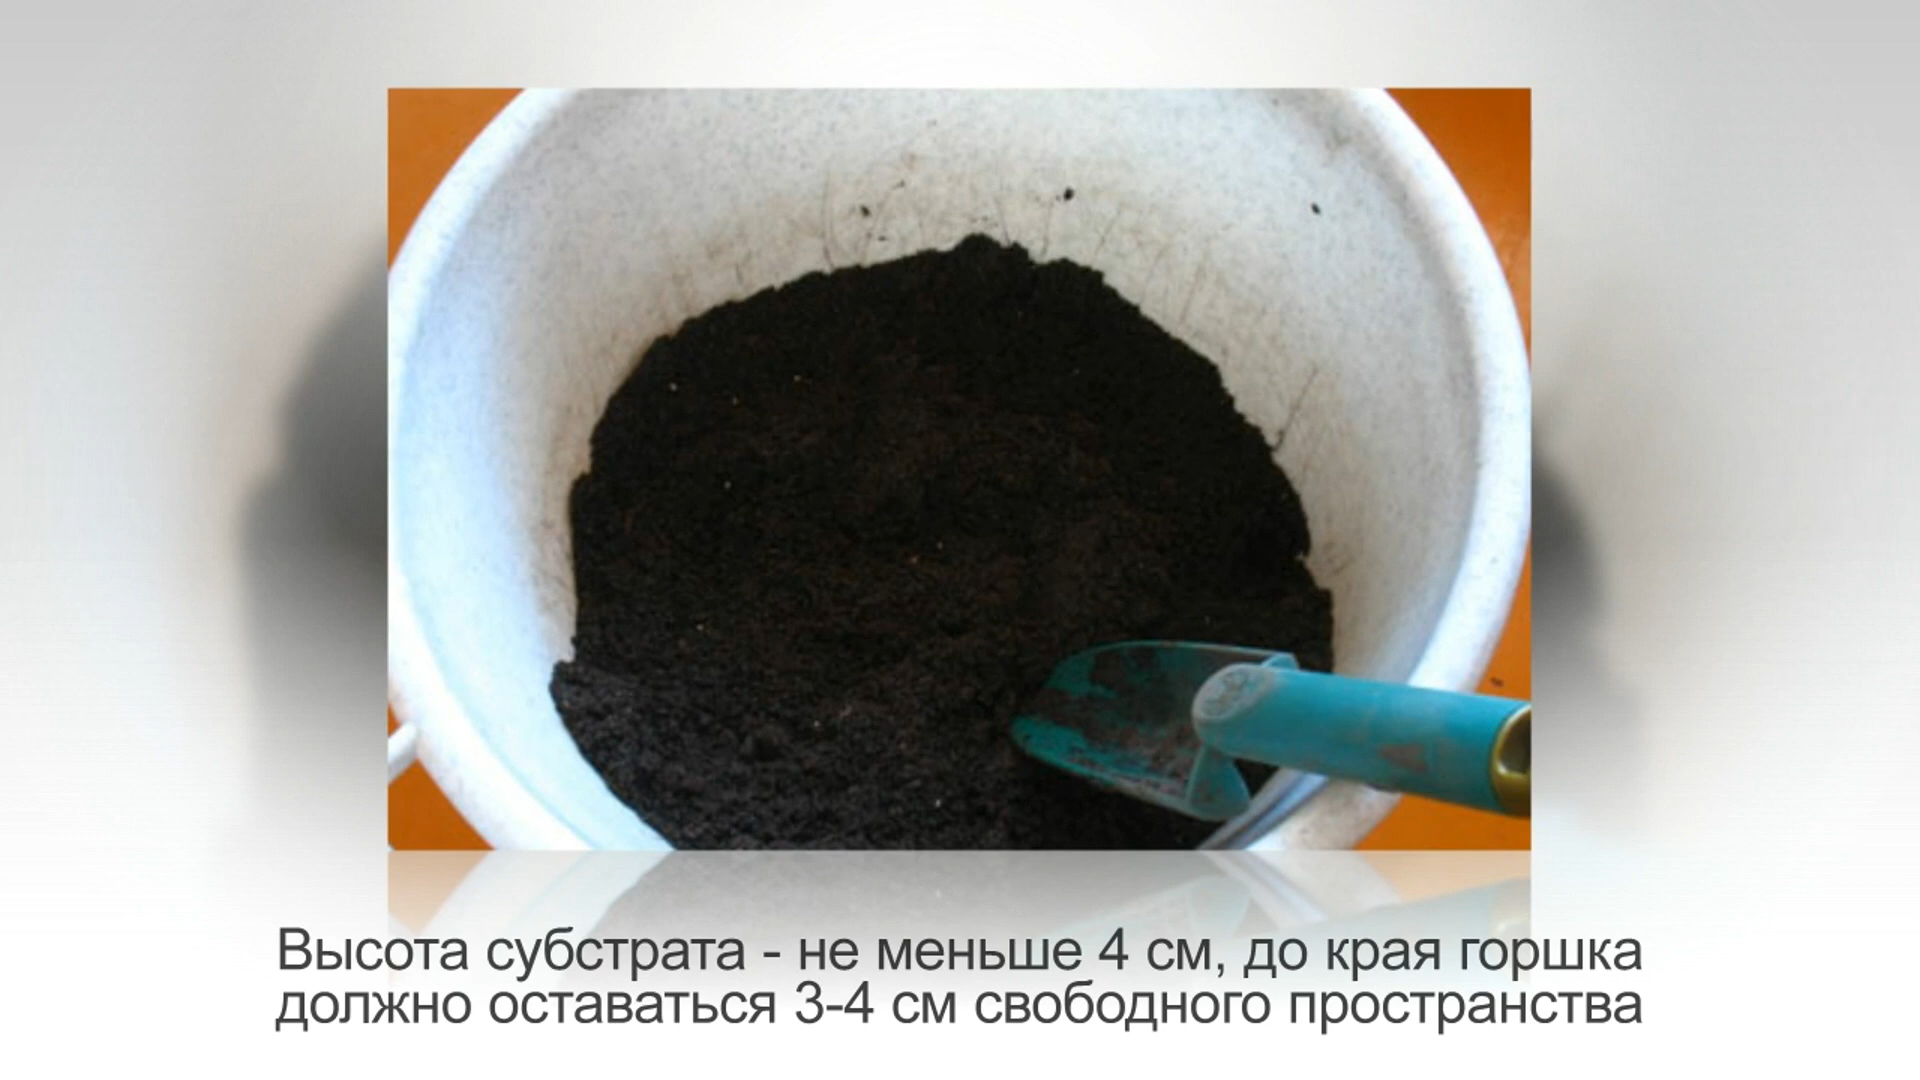 Высота субстрата - не меньше 4 см, до края горшка
должно оставаться 3-4 см свободного пространства